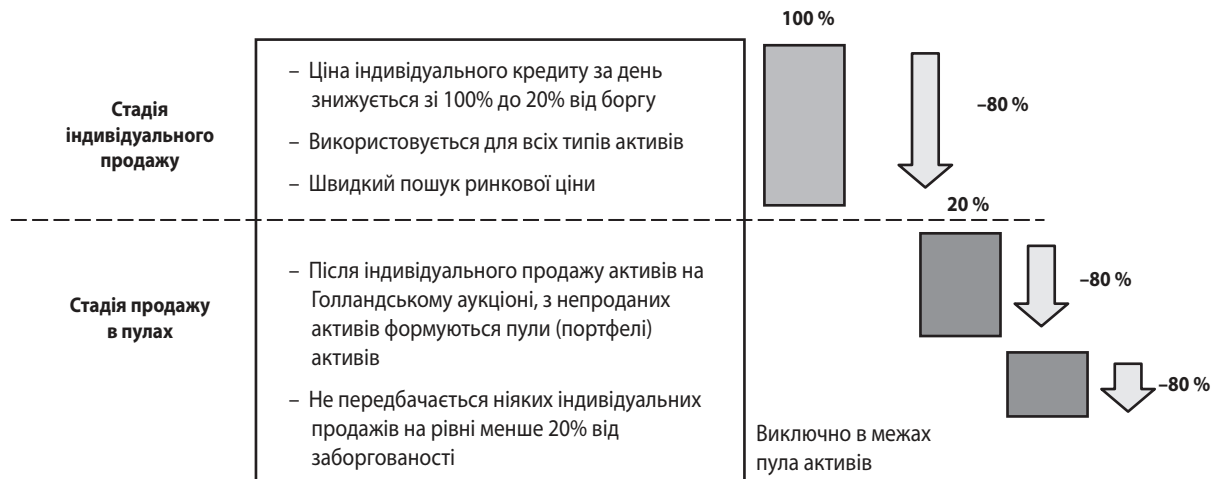 100 %
Стадія
індивідуального
продажу
– Ціна індивідуального кредиту за день
знижується зі 100% до 20% від боргу
– Використовується для всіх типів активів
– Швидкий пошук ринкової ціни
–80 %
20 %
Стадія продажу
в пулах
– Після індивідуального продажу активів на
Голландському аукціоні, з непроданих
активів формуються пули (портфелі)
активів
– Не передбачається ніяких індивідуальних
продажів на рівні менше 20% від
заборгованості
–80 %
–80 %
Виключно в межах
пула активів